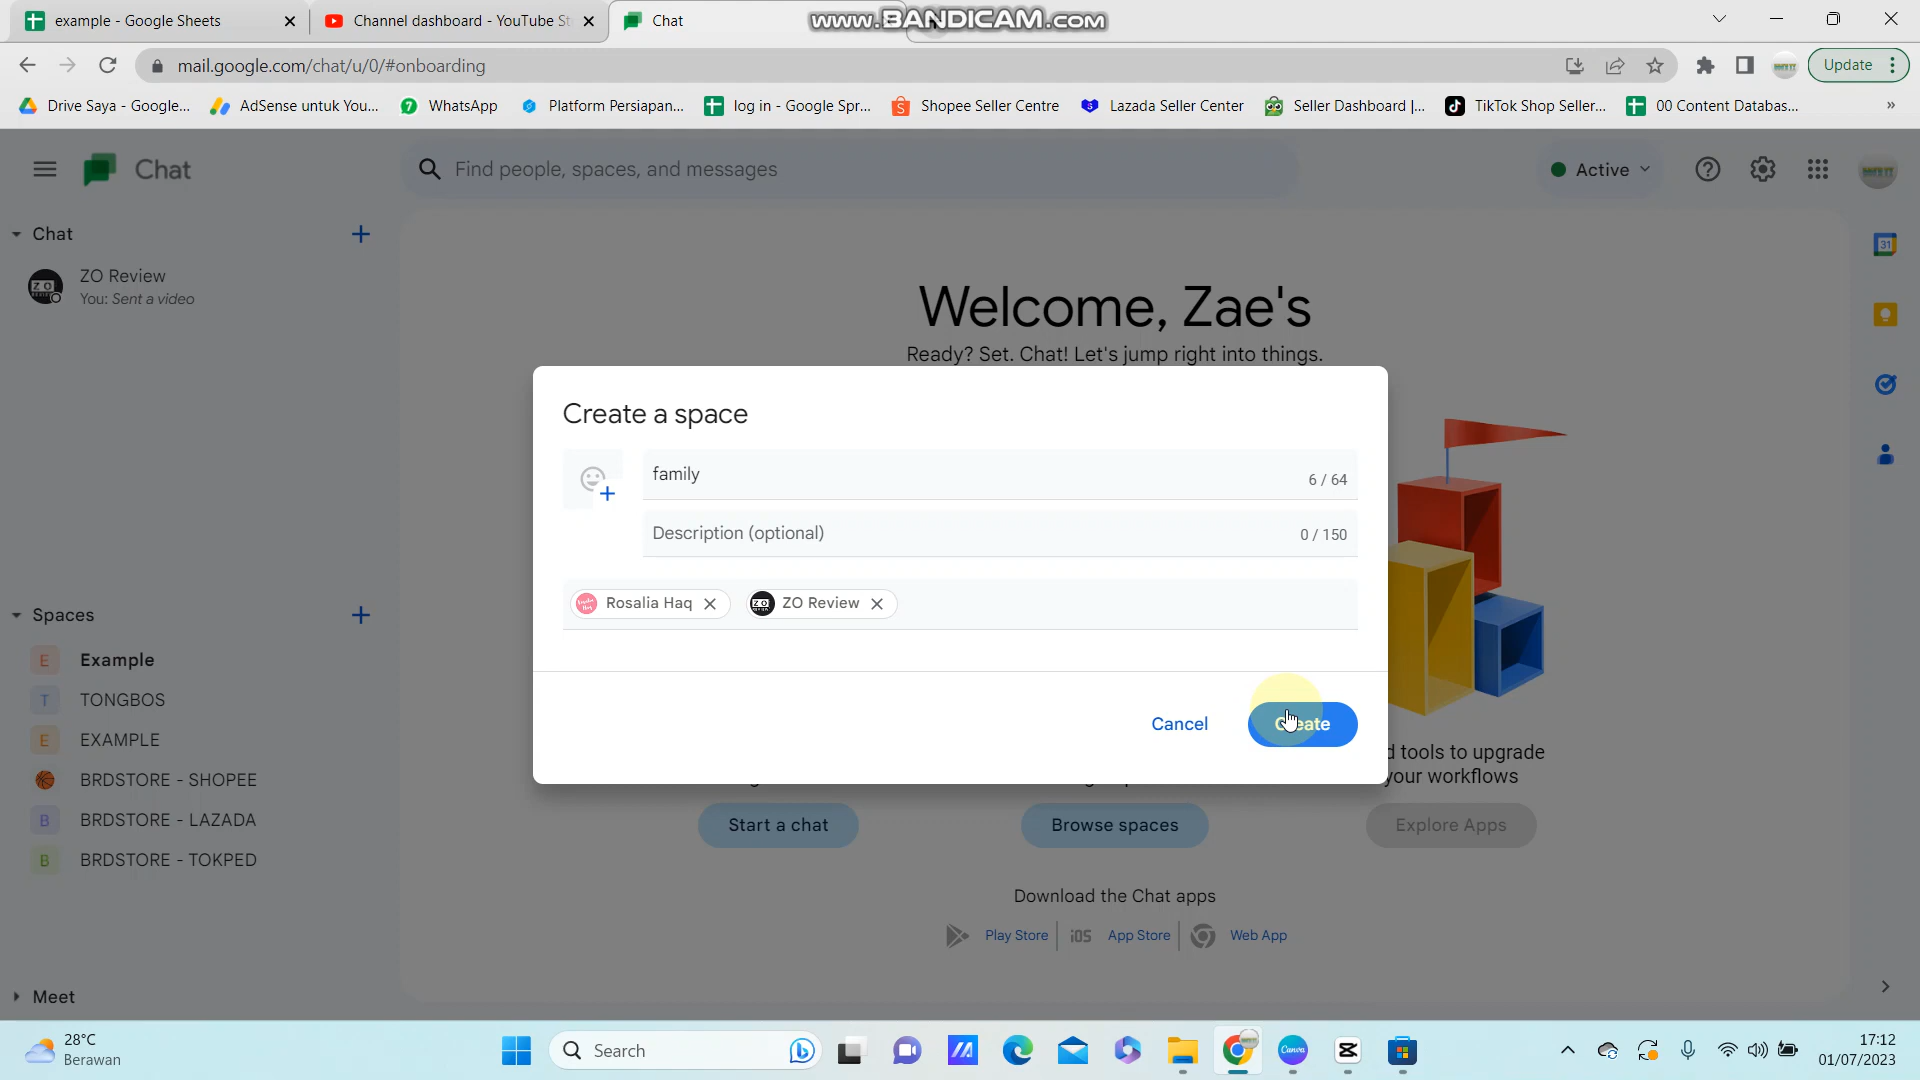 example - Google Sheets
Channel dashboard - YouTube St
Chat
www.BANDICAM.COM
mail.google.com/chat/u/0/#onboarding
Update
Drive Saya - Google...
AdSense untuk You...
WhatsApp
Platform Persiapan...
log in - Google Spr...
Shopee Seller Centre
Lazada Seller Center
Seller Dashboard |...
TikTok Shop Seller...
00 Content Databas...
»
Chat
Find people, spaces, and messages
Active
Chat
ZO Review
You: Sent a video
Welcome, Zae's
Ready? Set. Chat! Let's jump right into things.
Create a space
family
6 / 64
Description (optional)
0 / 150
Rosalia Haq
ZO Review
Cancel
Create
Spaces
E Example
T TONGBOS
E EXAMPLE
BRDSTORE - SHOPEE
B BRDSTORE - LAZADA
B BRDSTORE - TOKPED
d tools to upgrade
your workflows
Start a chat
Browse spaces
Explore Apps
Download the Chat apps
Play Store
iOS App Store
Web App
Meet
28°C
Berawan
Search
Canva
17:12
01/07/2023